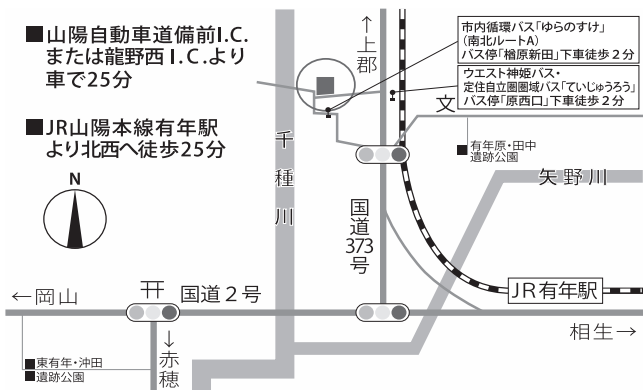 ■山陽自動車道備前I.C.
または龍野西I.C.より
車で25分
■JR山陽本線有年駅
より北西へ徒歩25分
N
↑上郡
市内循環バス「ゆらのすけ」
(南北ルートA)
バス停「楢原新田」下車徒歩2分
ウエスト神姫バス・
定住自立圏圏域バス「ていじゅうろう」
バス停「原西口」下車徒歩2分
文
■有年原・田中
遺跡公園
千種川
矢野川
国道373号
JR有年駅
←岡山
国道2号
相生→
↓赤穂
■東有年・沖田
■遺跡公園